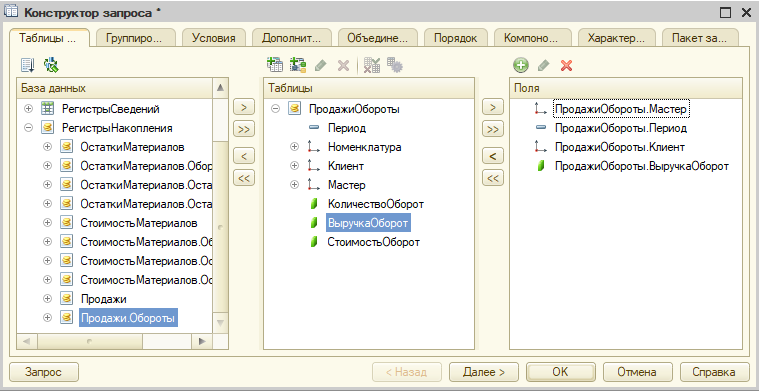 Конструктор запроса *
Таблицы ...
Группиро...
Условия
Дополнит...
Объедине...
Порядок
Компоно...
Характер...
Пакет за...
База данных
РегистрыСведений
РегистрыНакопления
ОстаткиМатериалов
ОстаткиМатериалов.Обор
ОстаткиМатериалов.Оста
ОстаткиМатериалов.Оста
СтоимостьМатериалов
СтоимостьМатериалов.Об
СтоимостьМатериалов.Ос
СтоимостьМатериалов.Ос
Продажи
Продажи.Обороты
>
>>
<
<<
Таблицы
ПродажиОбороты
Период
Номенклатура
Клиент
Мастер
КоличествоОборот
ВыручкаОборот
СтоимостьОборот
>
>>
<
<<
Поля
ПродажиОбороты.Мастер
ПродажиОбороты.Период
ПродажиОбороты.Клиент
ПродажиОбороты.ВыручкаОборот
Запрос
< Назад
Далее >
OK
Отмена
Справка